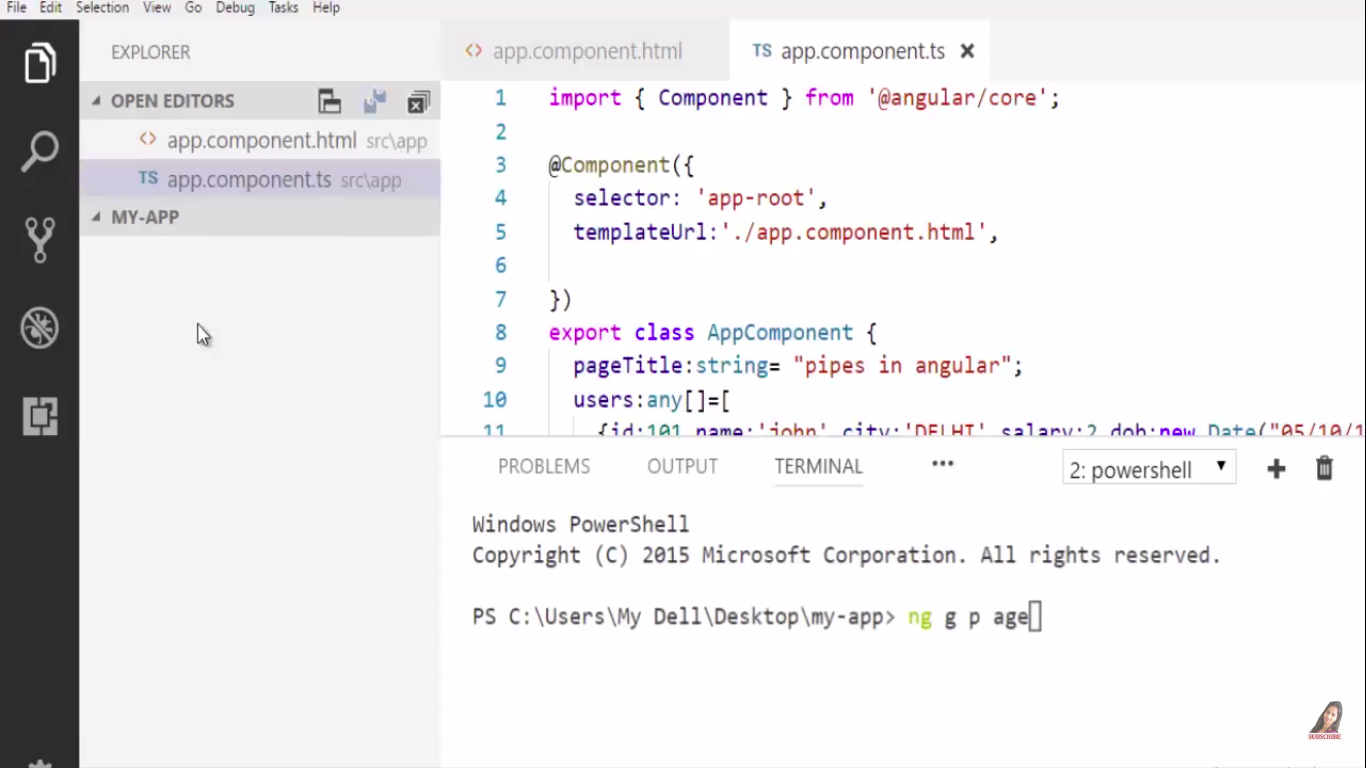 File Edit Selection View Go Debug Tasks Help
EXPLORER
OPEN EDITORS
app.component.html src\app
TS app.component.ts src\app
MY-APP
app.component.html
TS app.component.ts
1 import { Component } from '@angular/core';
2
3 @Component({
4 selector: 'app-root',
5 templateUrl:'./app.component.html',
6
7 })
8 export class AppComponent {
9 pageTitle:string= "pipes in angular";
10 users:any[]=[
11 {id:101 name:'john' city:'DELHI' salary:2 dob:new Date("05/10/1
PROBLEMS OUTPUT TERMINAL ••• 2: powershell
Windows PowerShell
Copyright (C) 2015 Microsoft Corporation. All rights reserved.
PS C:\Users\My Dell\Desktop\my-app> ng g p age
SUBSCRIBE